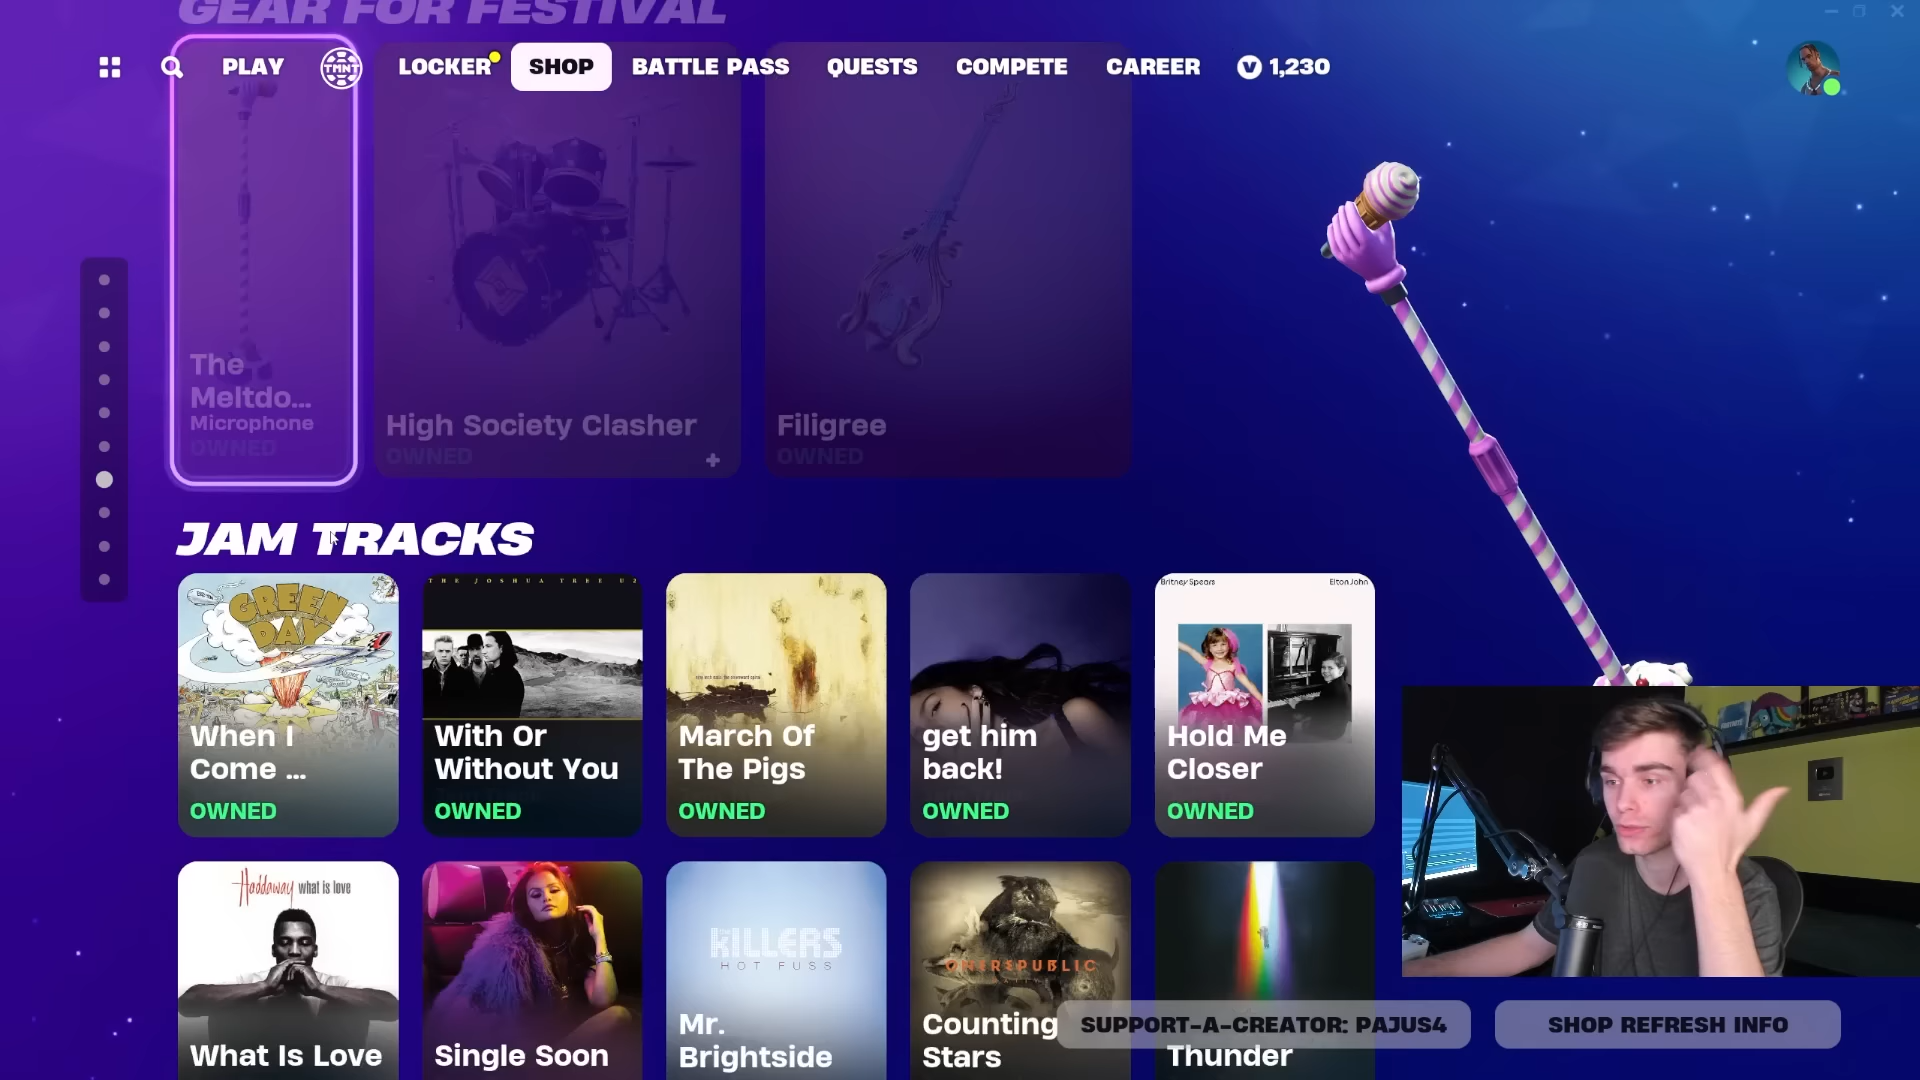 GEAR FOR FESTIVAL
PLAY
TMNT
LOCKER
SHOP
BATTLE PASS
QUESTS
COMPETE
CAREER
V 1,230
The
Meltdo...
Microphone
OWNED
High Society Clasher
OWNED
Filigree
OWNED
JAM TRACKS
GREEN
DAY
When I
Come ...
OWNED
THE JOSHUA TREE U2
With Or
Without You
OWNED
March Of
The Pigs
OWNED
get him
back!
OWNED
Britney Spears
Elton John
Hold Me
Closer
OWNED
Haddaway what is love
What Is Love
Single Soon
KILLERS
HOT FUSS
Mr.
Brightside
ONEREPUBLIC
Counting
Stars
Thunder
SUPPORT-A-CREATOR: PAJUS4
SHOP REFRESH INFO